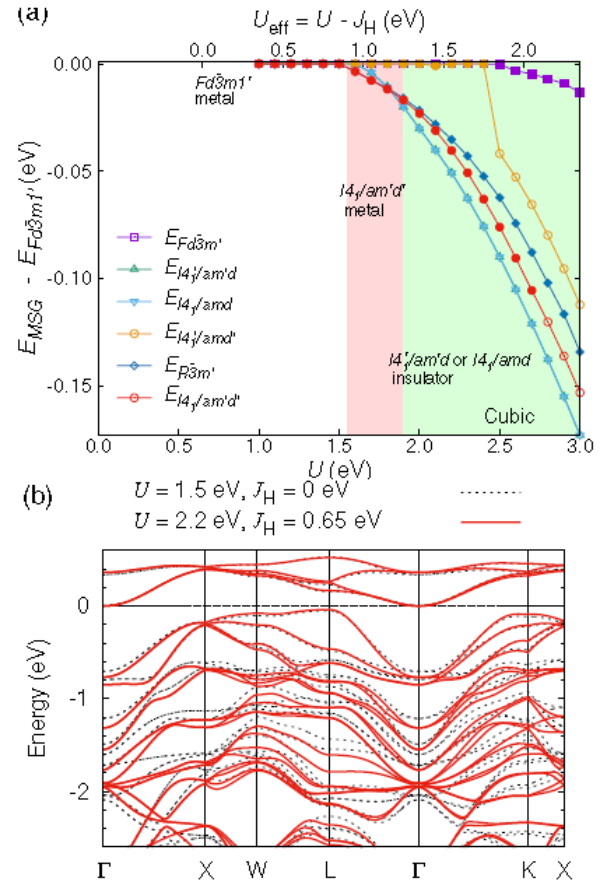 (a)
U_eff = U - J_H (eV)
0.0 0.5 1.0 1.5 2.0
E_MSG - E_Fd3̄m1' (eV)
0.00
-0.05
-0.10
-0.15
Fd3̄m1'
metal
I4₁/am'd'
metal
E_Fd3̄m'
E_I4₁'/am'd
E_I4₁/amd
E_I4₁'/amd'
E_R3̄m'
E_I4₁/am'd'
I4₁'/am'd or I4₁/amd
insulator
Cubic
0.0 0.5 1.0 1.5 2.0 2.5 3.0
U (eV)
(b)
U = 1.5 eV, J_H = 0 eV
U = 2.2 eV, J_H = 0.65 eV
Energy (eV)
0
-1
-2
Γ X W L Γ K X